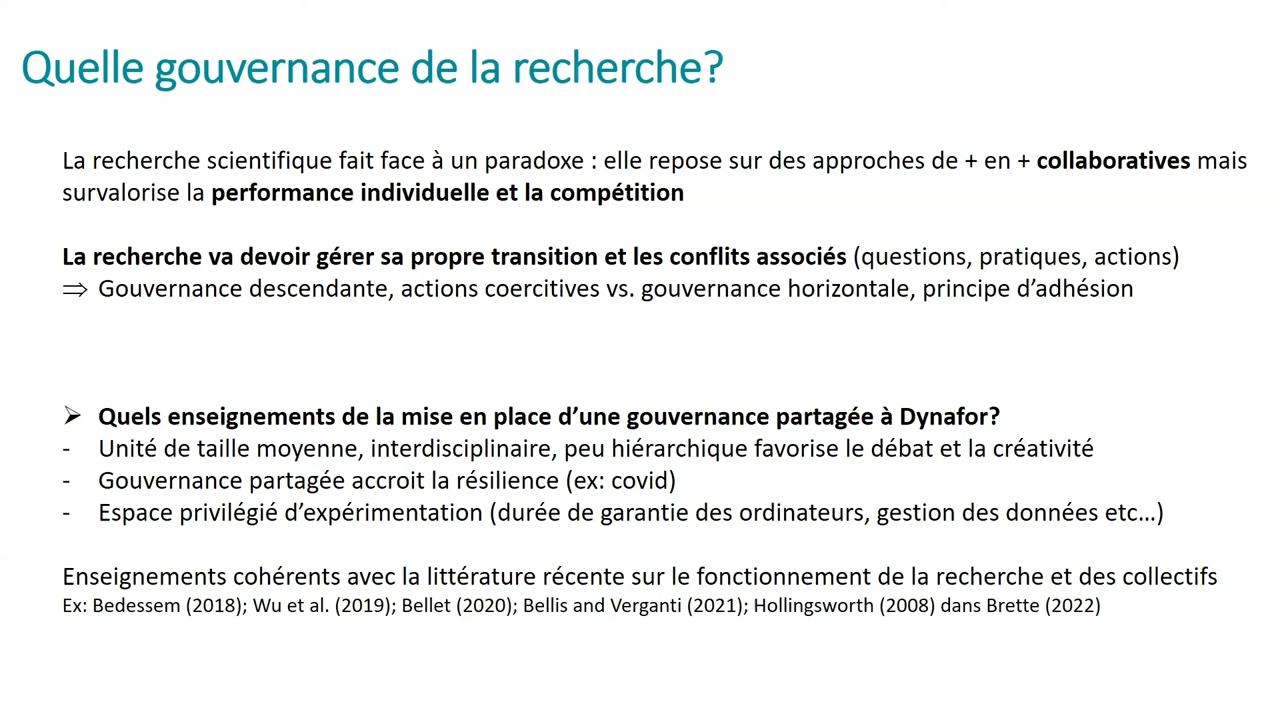 Quelle gouvernance de la recherche?
La recherche scientifique fait face à un paradoxe : elle repose sur des approches de + en + collaboratives mais
survalorise la performance individuelle et la compétition
La recherche va devoir gérer sa propre transition et les conflits associés (questions, pratiques, actions)
⇒ Gouvernance descendante, actions coercitives vs. gouvernance horizontale, principe d’adhésion
➢ Quels enseignements de la mise en place d’une gouvernance partagée à Dynafor?
- Unité de taille moyenne, interdisciplinaire, peu hiérarchique favorise le débat et la créativité
- Gouvernance partagée accroit la résilience (ex: covid)
- Espace privilégié d’expérimentation (durée de garantie des ordinateurs, gestion des données etc…)
Enseignements cohérents avec la littérature récente sur le fonctionnement de la recherche et des collectifs
Ex: Bedessem (2018); Wu et al. (2019); Bellet (2020); Bellis and Verganti (2021); Hollingsworth (2008) dans Brette (2022)